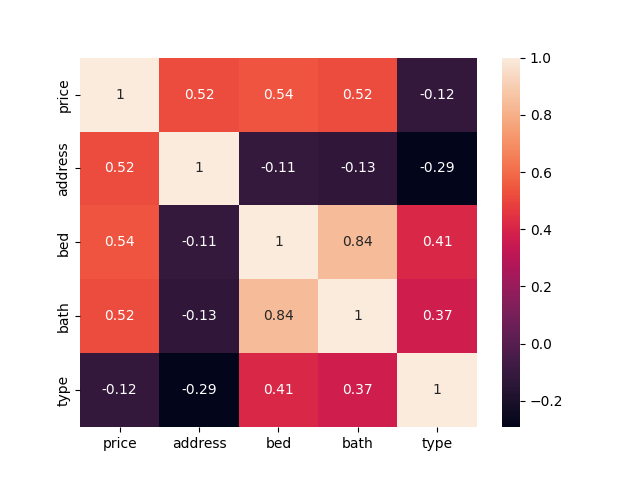 price 1 0.52 0.54 0.52 -0.12
address 0.52 1 -0.11 -0.13 -0.29
bed 0.54 -0.11 1 0.84 0.41
bath 0.52 -0.13 0.84 1 0.37
type -0.12 -0.29 0.41 0.37 1
price address bed bath type
1.0
0.8
0.6
0.4
0.2
0.0
−0.2